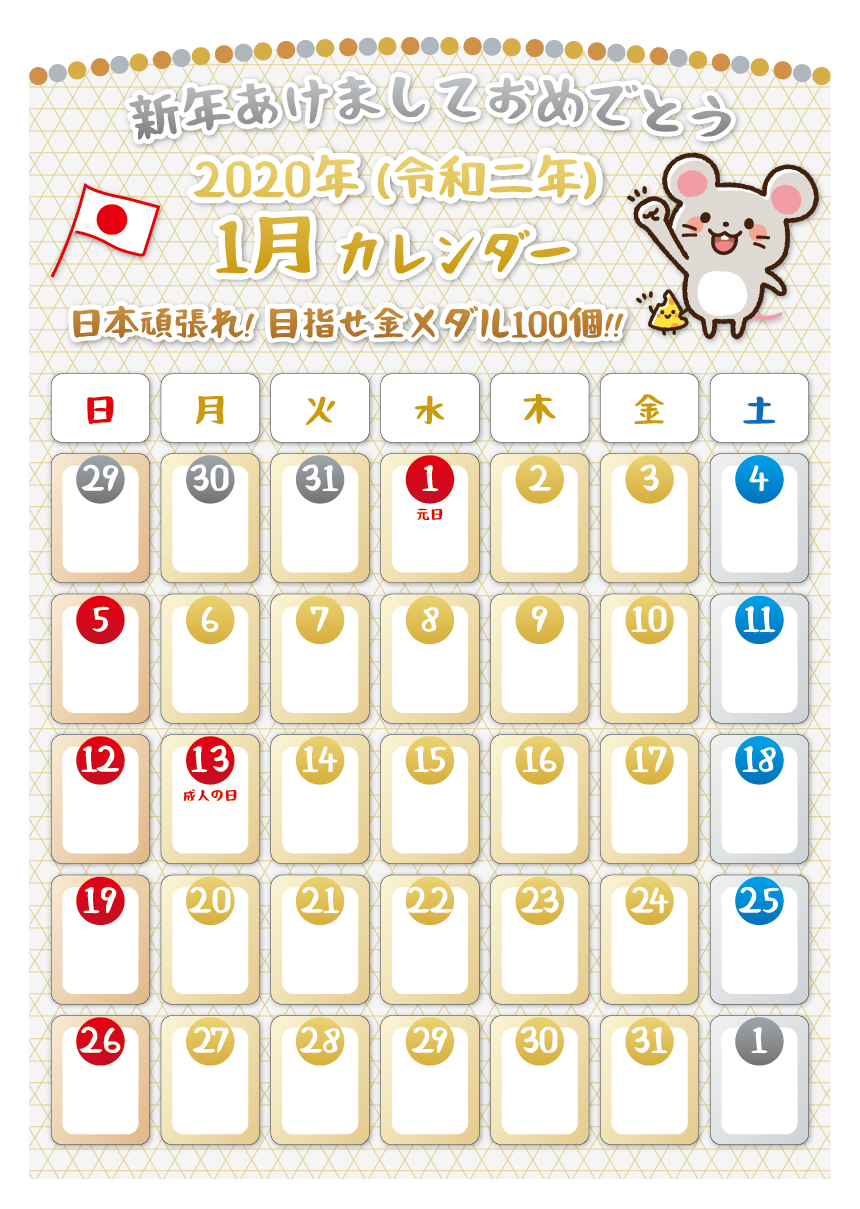 新年あけましておめでとう
2020年 (令和二年)
1月 カレンダー
日本頑張れ! 目指せ金メダル100個!!
日 月 火 水 木 金 土
29 30 31 1 2 3 4
元日
5 6 7 8 9 10 11
12 13 14 15 16 17 18
成人の日
19 20 21 22 23 24 25
26 27 28 29 30 31 1